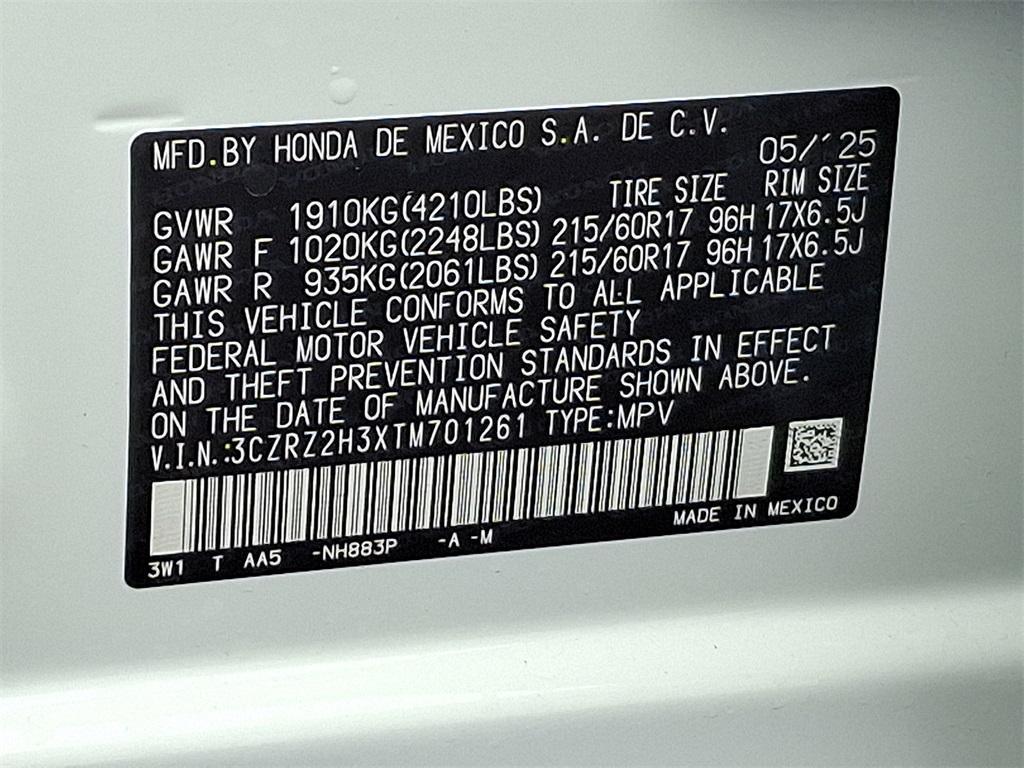 MFD.BY HONDA DE MEXICO S.A. DE C.V.
05/'25
TIRE SIZE RIM SIZE
GVWR 1910KG(4210LBS)
GAWR F 1020KG(2248LBS) 215/60R17 96H 17X6.5J
GAWR R 935KG(2061LBS) 215/60R17 96H 17X6.5J
THIS VEHICLE CONFORMS TO ALL APPLICABLE
FEDERAL MOTOR VEHICLE SAFETY
AND THEFT PREVENTION STANDARDS IN EFFECT
ON THE DATE OF MANUFACTURE SHOWN ABOVE.
V.I.N.:3CZRZ2H3XTM701261 TYPE:MPV
MADE IN MEXICO
3W1 T AA5 -NH883P -A -M